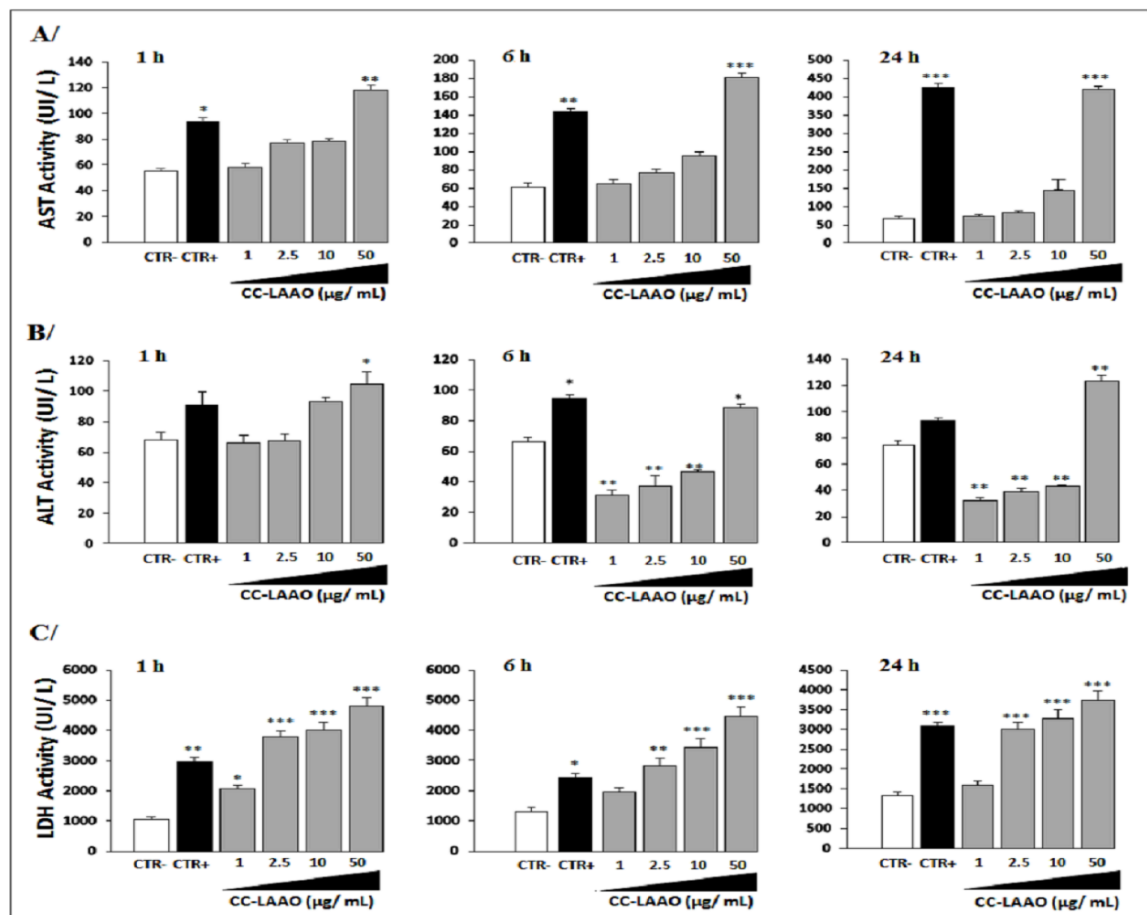 A/
1 h
6 h
24 h
AST Activity (UI/ L)
140
120
100
80
60
40
20
0
**
*
CTR- CTR+ 1 2.5 10 50
CC-LAAO (µg/ mL)
200
180
160
140
120
100
80
60
40
20
0
***
**
CTR- CTR+ 1 2.5 10 50
CC-LAAO (µg/ mL)
500
450
400
350
300
250
200
150
100
50
0
*** ***
CTR- CTR+ 1 2.5 10 50
CC-LAAO (µg/ mL)
B/
1 h
6 h
24 h
ALT Activity (UI/ L)
120
100
80
60
40
20
0
*
CTR- CTR+ 1 2.5 10 50
CC-LAAO (µg/ mL)
120
100
80
60
40
20
0
* ** ** ** *
CTR- CTR+ 1 2.5 10 50
CC-LAAO (µg/ mL)
140
120
100
80
60
40
20
0
** ** ** **
CTR- CTR+ 1 2.5 10 50
CC-LAAO (µg/ mL)
C/
1 h
6 h
24 h
LDH Activity (UI/ L)
6000
5000
4000
3000
2000
1000
0
** * *** *** ***
CTR- CTR+ 1 2.5 10 50
CC-LAAO (µg/ mL)
6000
5000
4000
3000
2000
1000
0
* ** *** ***
CTR- CTR+ 1 2.5 10 50
CC-LAAO (µg/ mL)
4500
4000
3500
3000
2500
2000
1500
1000
500
0
*** *** *** ***
CTR- CTR+ 1 2.5 10 50
CC-LAAO (µg/ mL)